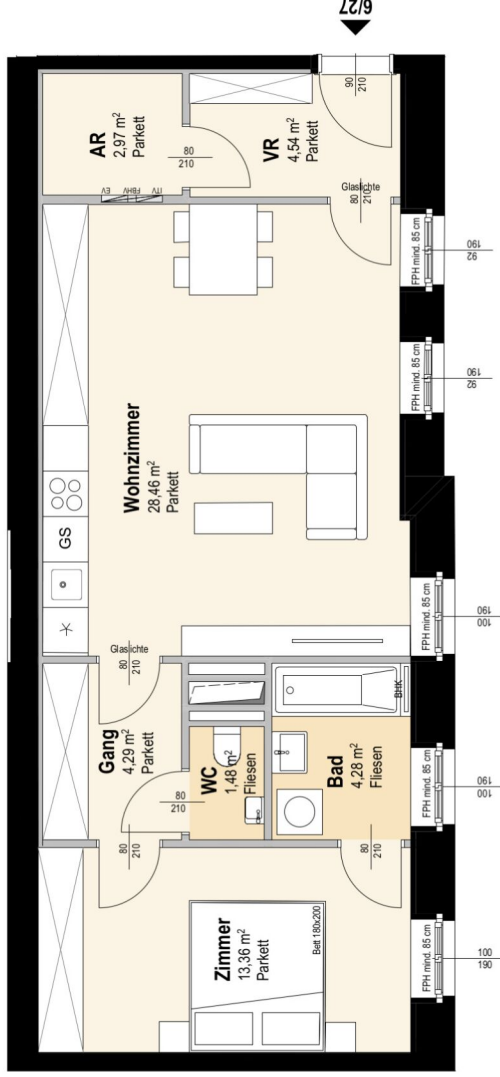 6/27
AR
2,97 m²
Parkett
80
210
VR
4,54 m²
Parkett
90
210
EV
FBHV
ITV
Glaslichte
80
210
FPH mind. 85 cm
92
190
FPH mind. 85 cm
92
190
Wohnzimmer
28,46 m²
Parkett
GS
FPH mind. 85 cm
100
190
Glaslichte
80
210
Gang
4,29 m²
Parkett
80
210
WC
1,48 m²
Fliesen
Bad
4,28 m²
Fliesen
BHK
FPH mind. 85 cm
100
190
80
210
80
210
Zimmer
13,36 m²
Parkett
Bett 180x200
FPH mind. 85 cm
100
190